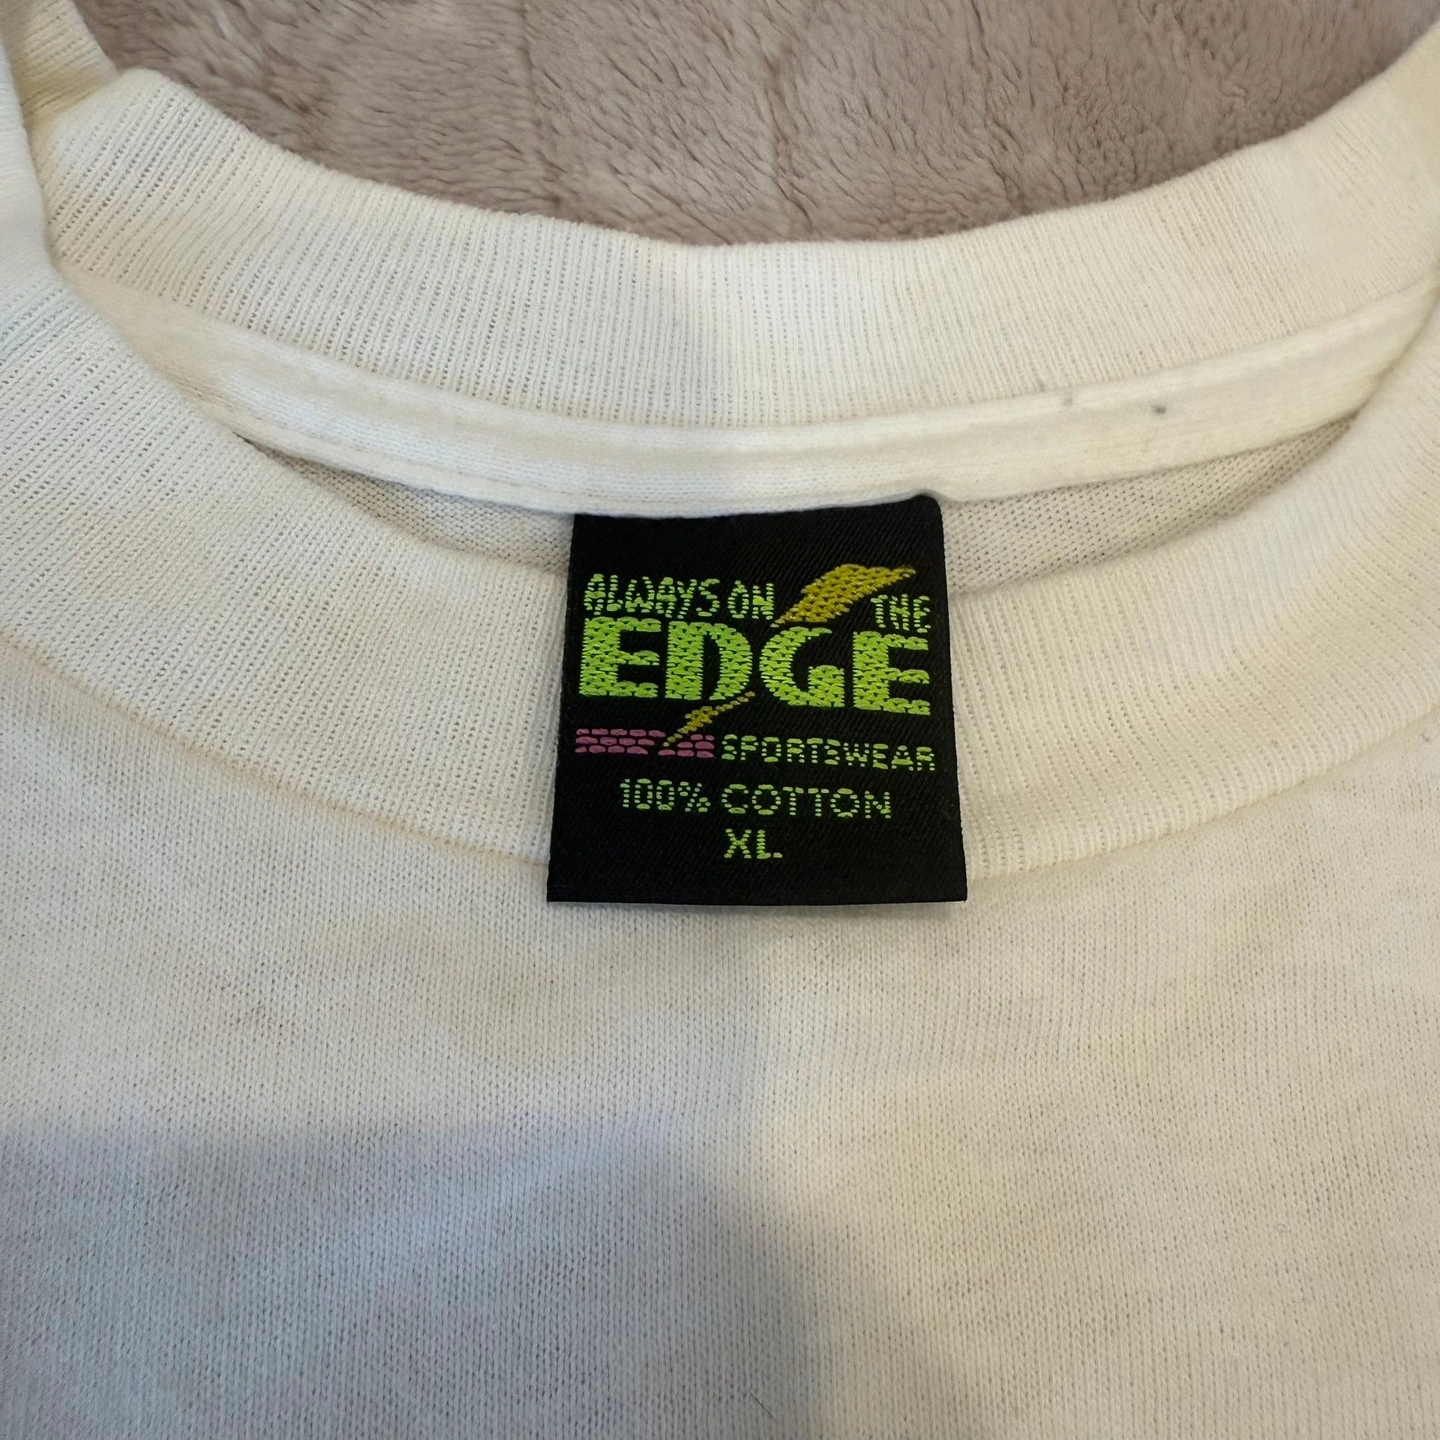 ALWAYS ON THE
EDGE
SPORTSWEAR
100% COTTON
XL